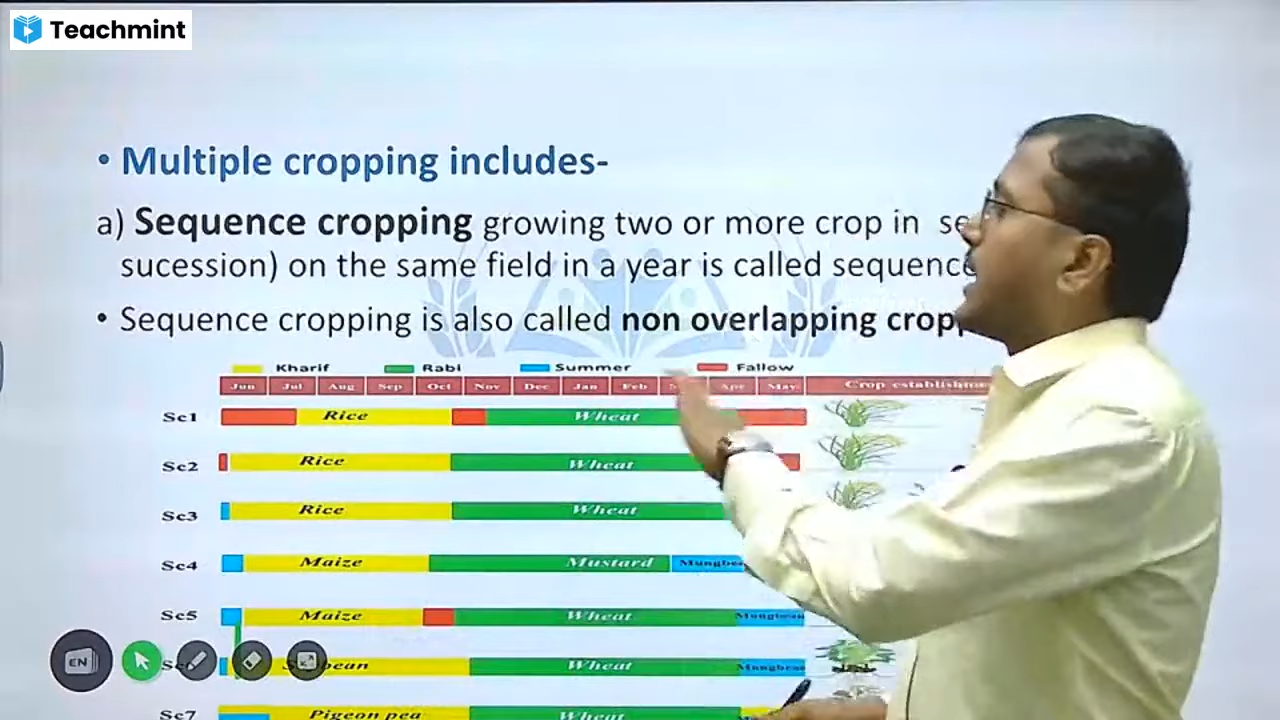 Teachmint
• Multiple cropping includes-
a) Sequence cropping growing two or more crop in
sucession) on the same field in a year is called
• Sequence cropping is also called non overlapping
Kharif Rabi Summer Fallow
Jun Jul Aug Sep Oct Nov Dec Jan Feb Apr May Crop
Sc1 Rice Wheat
Sc2 Rice Wheat
Sc3 Rice Wheat
Sc4 Maize Mustard
Sc5 Maize Wheat Mungbean
EN Wheat
Sc7 Pigeon pea Wheat